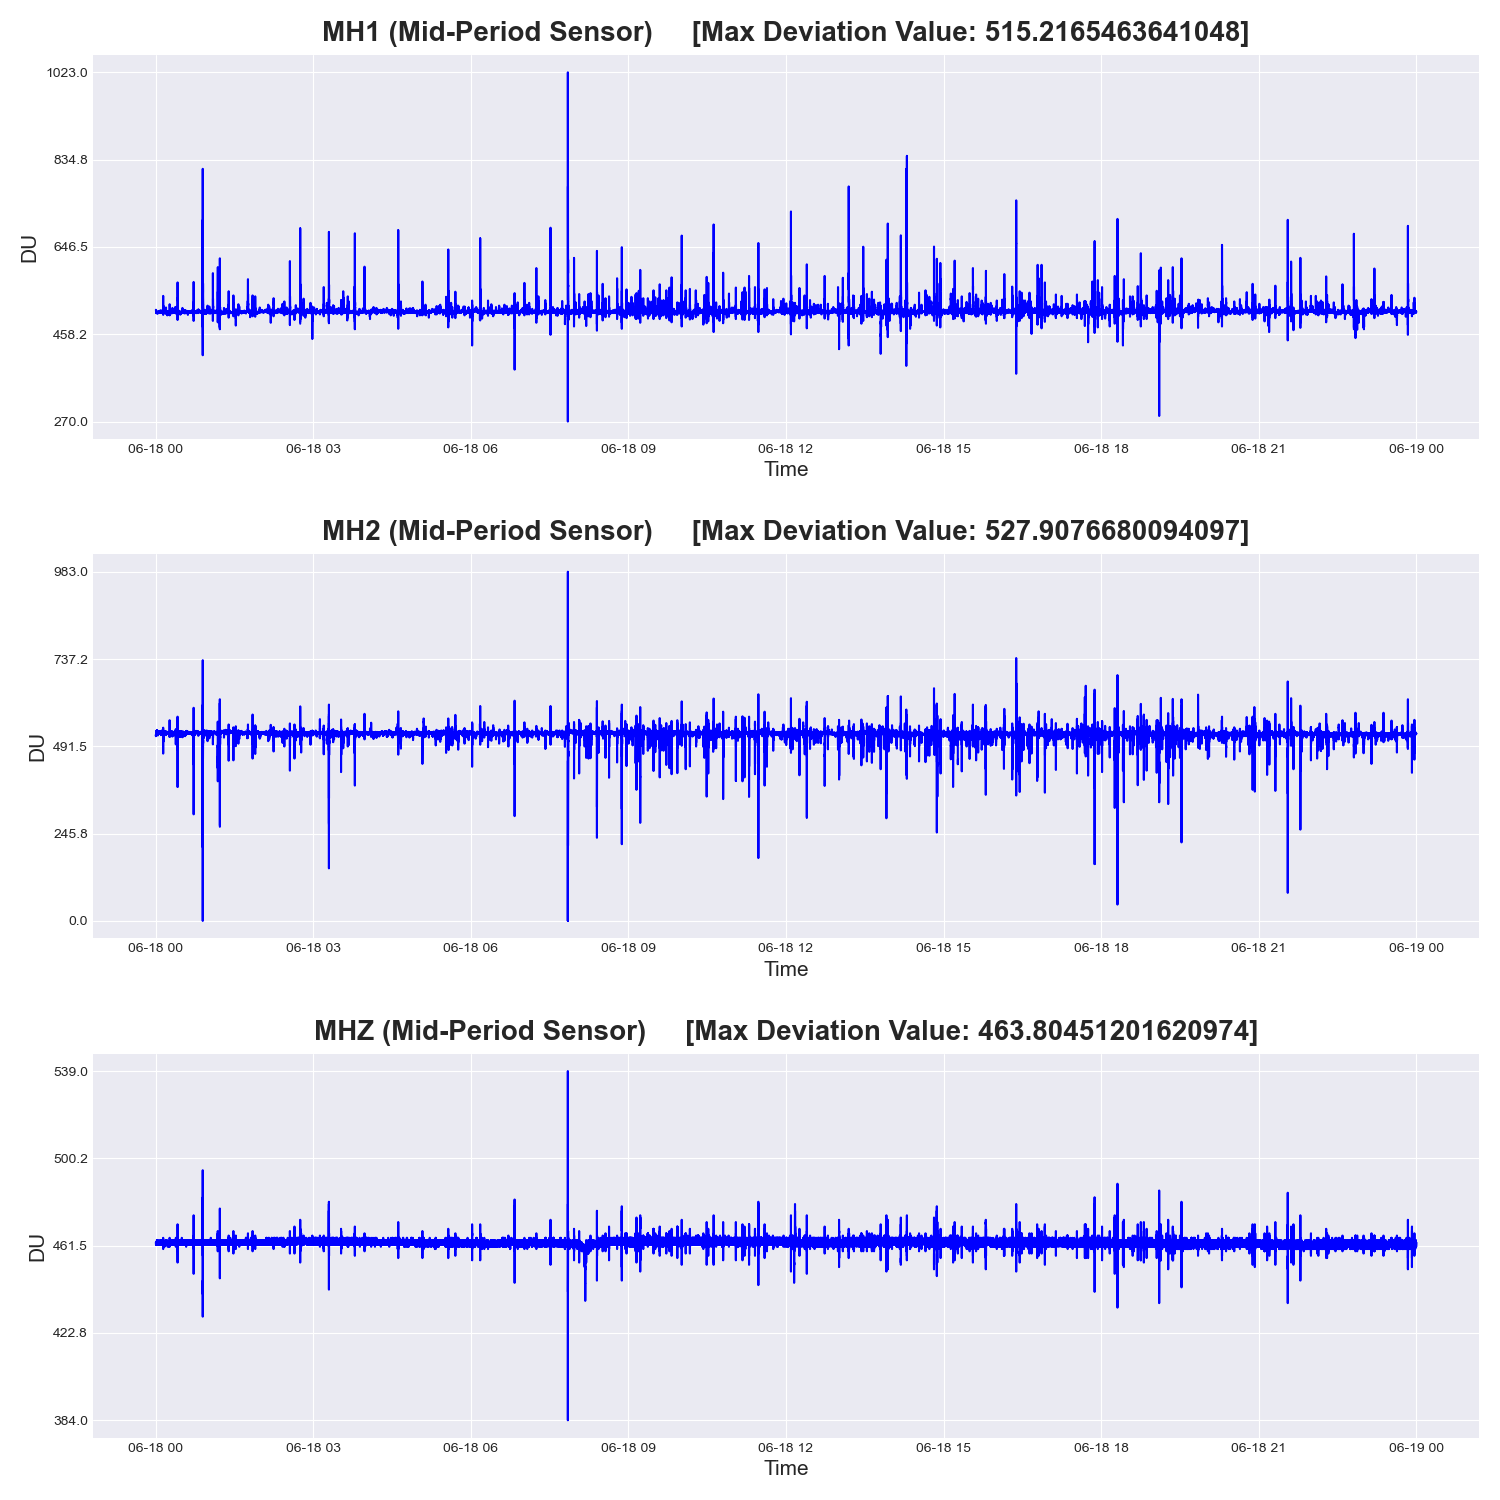 MH1 (Mid-Period Sensor) [Max Deviation Value: 515.2165463641048]
1023.0
834.8
646.5
458.2
270.0
DU
06-18 00 06-18 03 06-18 06 06-18 09 06-18 12 06-18 15 06-18 18 06-18 21 06-19 00
Time
MH2 (Mid-Period Sensor) [Max Deviation Value: 527.9076680094097]
983.0
737.2
491.5
245.8
0.0
DU
06-18 00 06-18 03 06-18 06 06-18 09 06-18 12 06-18 15 06-18 18 06-18 21 06-19 00
Time
MHZ (Mid-Period Sensor) [Max Deviation Value: 463.80451201620974]
539.0
500.2
461.5
422.8
384.0
DU
06-18 00 06-18 03 06-18 06 06-18 09 06-18 12 06-18 15 06-18 18 06-18 21 06-19 00
Time